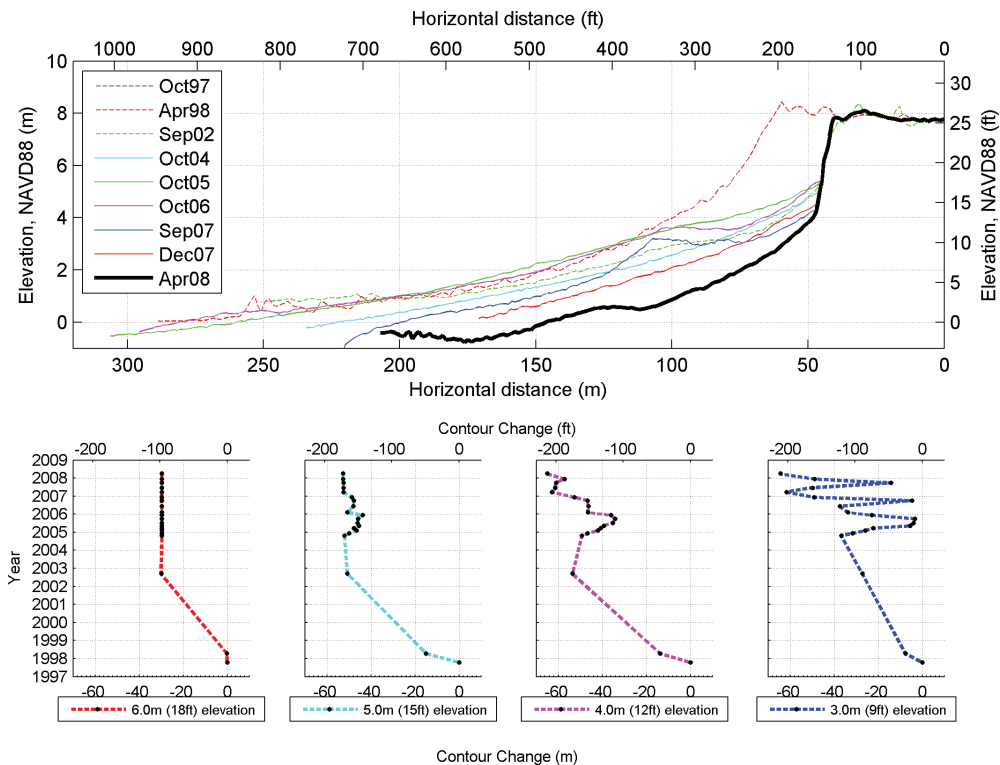 Horizontal distance (ft)
1000 900 800 700 600 500 400 300 200 100 0
Elevation, NAVD88 (m)
10
8
6
4
2
0
Oct97
Apr98
Sep02
Oct04
Oct05
Oct06
Sep07
Dec07
Apr08
30
25
20
15
10
5
0
Elevation, NAVD88 (ft)
300 250 200 150 100 50 0
Horizontal distance (m)
Contour Change (ft)
-200 -100 0 -200 -100 0 -200 -100 0 -200 -100 0
Year
2009
2008
2007
2006
2005
2004
2003
2002
2001
2000
1999
1998
1997
-60 -40 -20 0 -60 -40 -20 0 -60 -40 -20 0 -60 -40 -20 0
6.0m (18ft) elevation
5.0m (15ft) elevation
4.0m (12ft) elevation
3.0m (9ft) elevation
Contour Change (m)